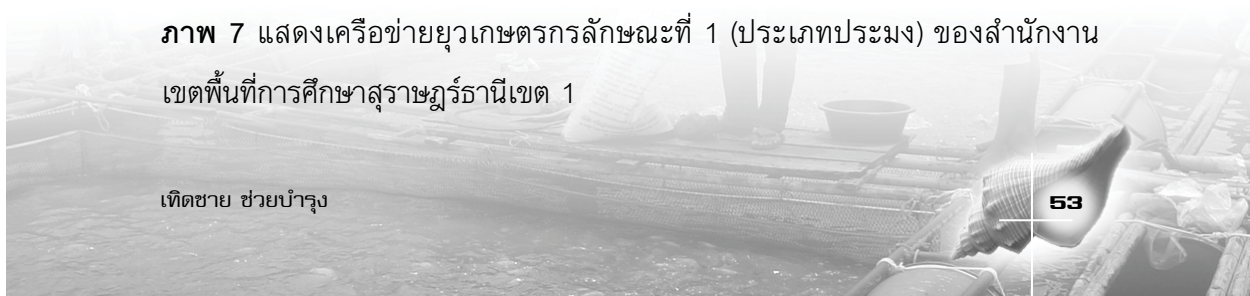 ภาพ 7 แสดงเครือข่ายยุวเกษตรกรลักษณะที่ 1 (ประเภทประมง) ของสำนักงาน
เขตพื้นที่การศึกษาสุราษฎร์ธานีเขต 1
เทิดชาย ช่วยบำรุง
53